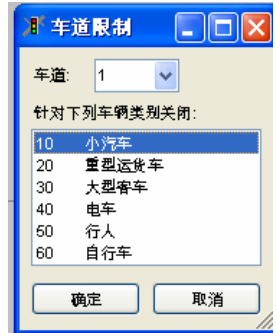 车道限制
车道: 1
针对下列车辆类别关闭:
10 小汽车
20 重型运货车
30 大型客车
40 电车
50 行人
60 自行车
确定 取消